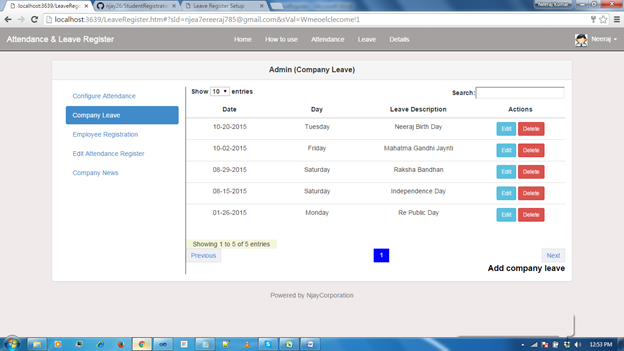 localhost:3639/LeaveRegis
njay26/StudentRegistratio
Leave Register Setup
Neeraj Kumar
localhost:3639/LeaveRegister.htm#?sId=njea7ereeraj785@gmail.com&sVal=Wmeoelclecome!1
Attendance & Leave Register
Home
How to use
Attendance
Leave
Details
Neeraj
Admin (Company Leave)
Configure Attendance
Company Leave
Employee Registration
Edit Attendance Register
Company News
Show 10 entries
Search:
Date Day Leave Description Actions
10-20-2015 Tuesday Neeraj Birth Day Edit Delete
10-02-2015 Friday Mahatma Gandhi Jaynti Edit Delete
08-29-2015 Saturday Raksha Bandhan Edit Delete
08-15-2015 Saturday Independence Day Edit Delete
01-26-2015 Monday Re Public Day Edit Delete
Showing 1 to 5 of 5 entries
Previous 1 Next
Add company leave
Powered by NjayCorporation
12:53 PM